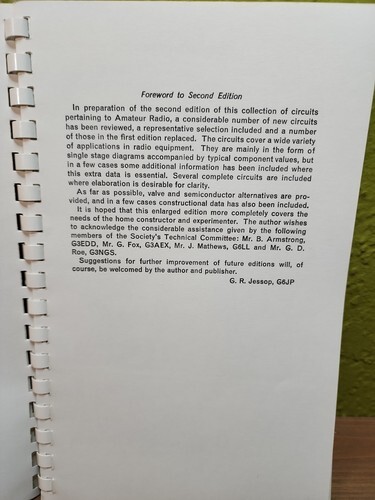 Foreword to Second Edition
In preparation of the second edition of this collection of circuits
pertaining to Amateur Radio, a considerable number of new circuits
has been reviewed, a representative selection included and a number
of those in the first edition replaced. The circuits cover a wide variety
of applications in radio equipment. They are mainly in the form of
single stage diagrams accompanied by typical component values, but
in a few cases some additional information has been included where
this extra data is essential. Several complete circuits are included
where elaboration is desirable for clarity.
As far as possible, valve and semiconductor alternatives are pro-
vided, and in a few cases constructional data has also been included.
It is hoped that this enlarged edition more completely covers the
needs of the home constructor and experimenter. The author wishes
to acknowledge the considerable assistance given by the following
members of the Society's Technical Committee: Mr. B. Armstrong,
G3EDD, Mr. G. Fox, G3AEX, Mr. J. Mathews, G6LL and Mr. G. D.
Roe, G3NGS.
Suggestions for further improvement of future editions will, of
course, be welcomed by the author and publisher.
G. R. Jessop, G6JP